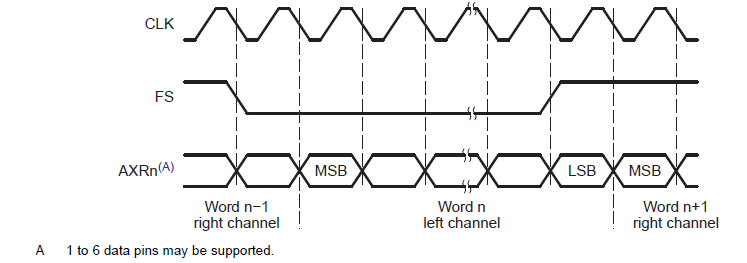 CLK
FS
AXRn(A)
MSB
LSB
MSB
Word n−1
right channel
Word n
left channel
Word n+1
right channel
A 1 to 6 data pins may be supported.